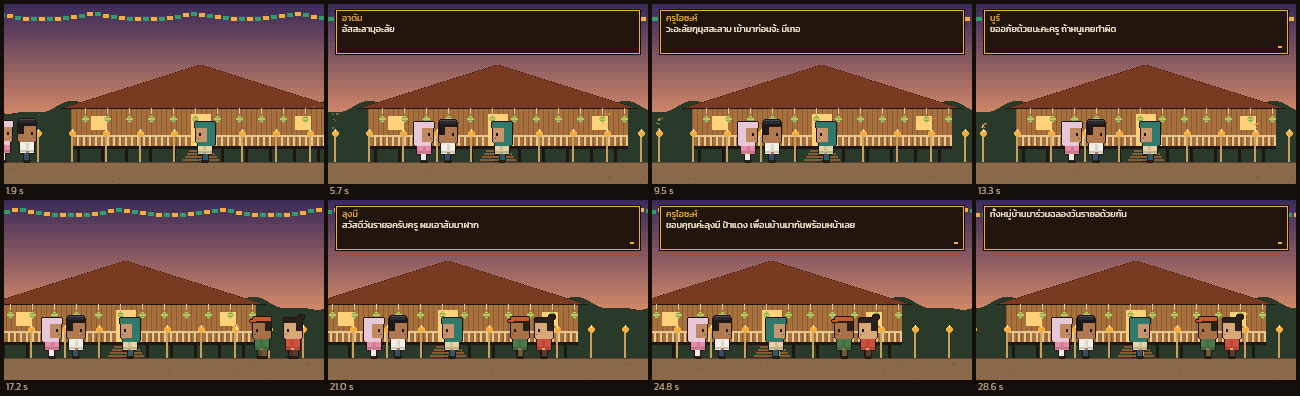 1.9 s
อาดัม
อัสสะลามุอะลัย
5.7 s
ครูไอซะห์
วะอะลัยกุมุสสะลาม เข้ามาก่อนจ้ะ มีเกอ
9.5 s
นูร์
ขออภัยด้วยนะคะครู ถ้าหนูเคยทำผิด
13.3 s
17.2 s
ลุงมี
สวัสดีวันรายอครับครู ผมเอาส้มมาฝาก
21.0 s
ครูไอซะห์
ขอบคุณค่ะลุงมี ป้าแดง เพื่อนบ้านมากันพร้อมหน้าเลย
24.8 s
ทั้งหมู่บ้านมาร่วมฉลองวันรายอด้วยกัน
28.6 s